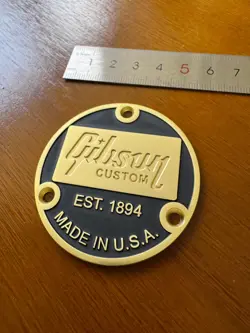 1 2 3 4 5 6 7
Gibson
CUSTOM
EST. 1894
MADE IN U.S.A.